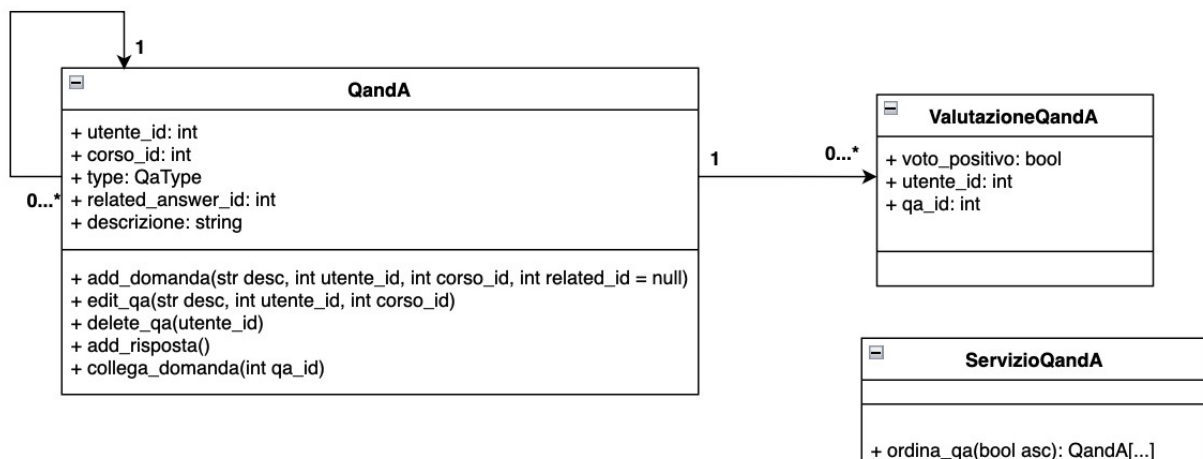 1
QandA
+ utente_id: int
+ corso_id: int
+ type: QaType
+ related_answer_id: int
+ descrizione: string
0...*
+ add_domanda(str desc, int utente_id, int corso_id, int related_id = null)
+ edit_qa(str desc, int utente_id, int corso_id)
+ delete_qa(utente_id)
+ add_risposta()
+ collega_domanda(int qa_id)
1
0...*
ValutazioneQandA
+ voto_positivo: bool
+ utente_id: int
+ qa_id: int
ServizioQandA
+ ordina_qa(bool asc): QandA[...]